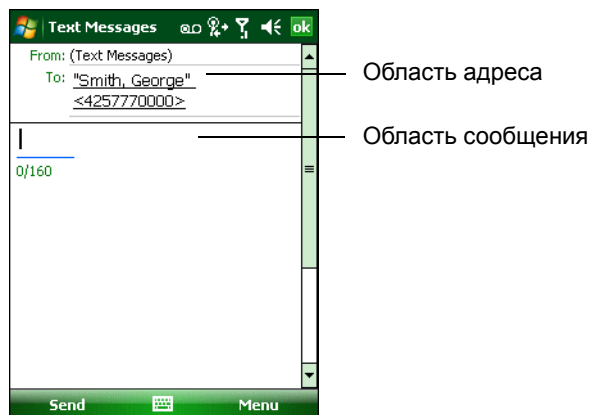 Text Messages ok
From: (Text Messages)
To: "Smith, George"
<4257770000>
Область адреса
Область сообщения
0/160
Send Menu